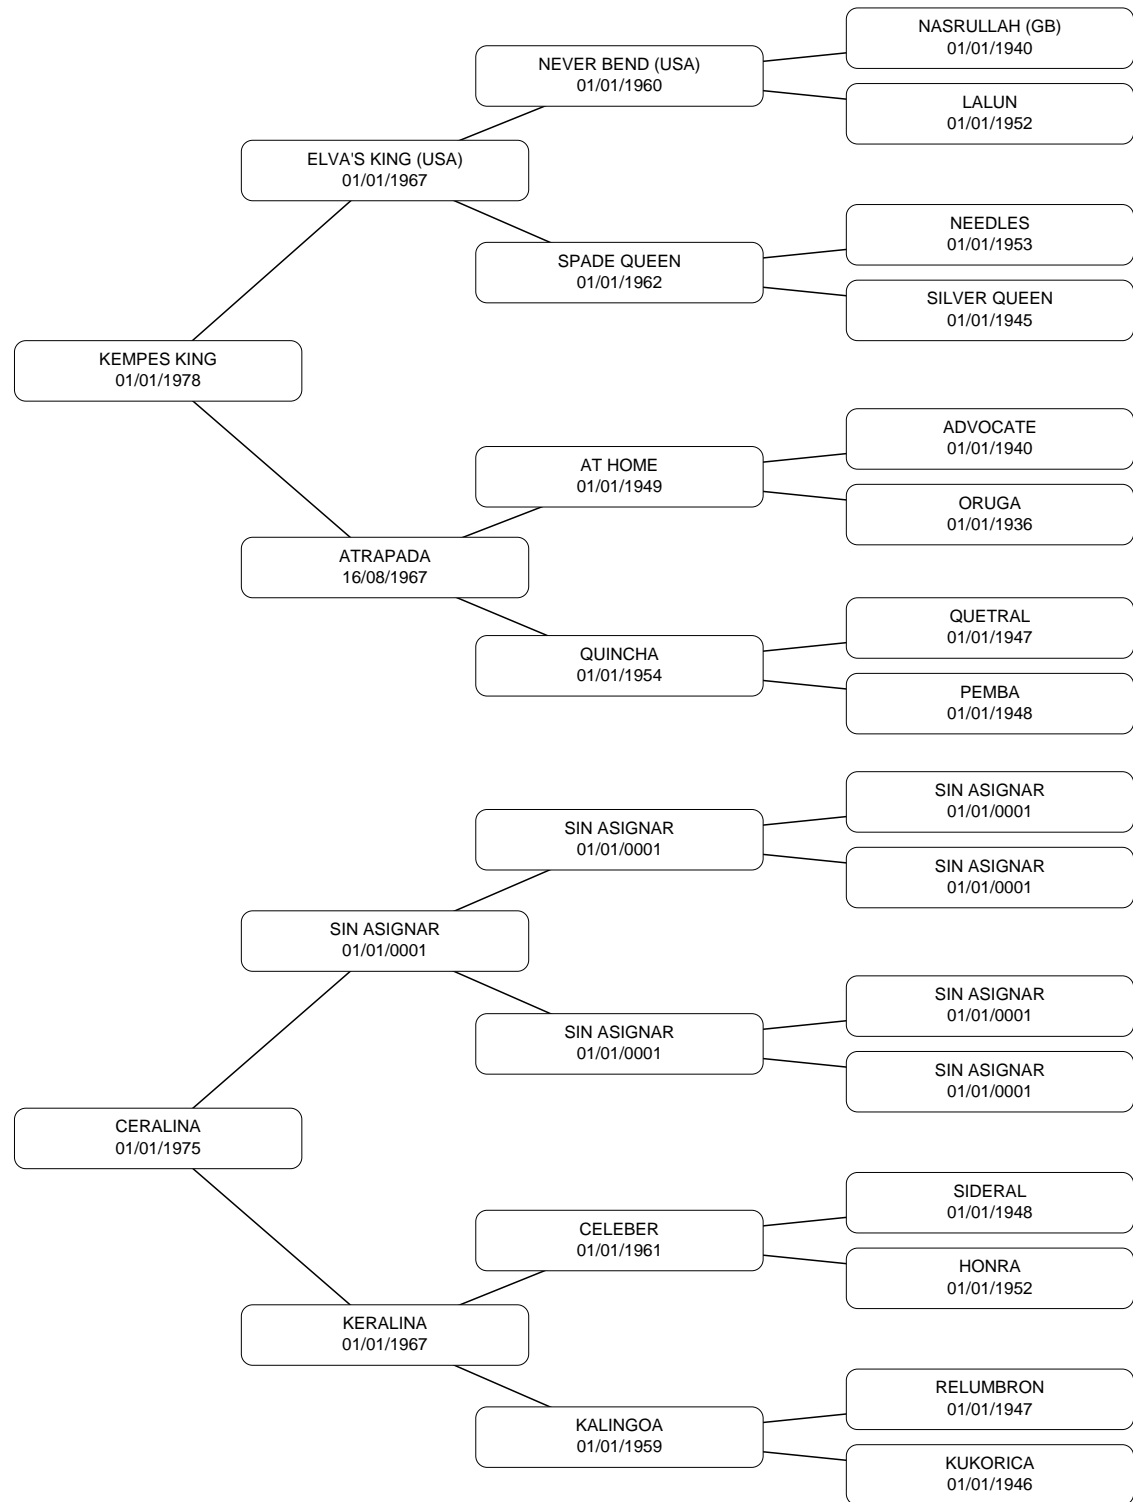 NASRULLAH (GB)
01/01/1940
NEVER BEND (USA)
01/01/1960
LALUN
01/01/1952
ELVA'S KING (USA)
01/01/1967
NEEDLES
01/01/1953
SPADE QUEEN
01/01/1962
SILVER QUEEN
01/01/1945
KEMPES KING
01/01/1978
ADVOCATE
01/01/1940
AT HOME
01/01/1949
ORUGA
01/01/1936
ATRAPADA
16/08/1967
QUETRAL
01/01/1947
QUINCHA
01/01/1954
PEMBA
01/01/1948
SIN ASIGNAR
01/01/0001
SIN ASIGNAR
01/01/0001
SIN ASIGNAR
01/01/0001
SIN ASIGNAR
01/01/0001
SIN ASIGNAR
01/01/0001
SIN ASIGNAR
01/01/0001
SIN ASIGNAR
01/01/0001
CERALINA
01/01/1975
SIDERAL
01/01/1948
CELEBER
01/01/1961
HONRA
01/01/1952
KERALINA
01/01/1967
RELUMBRON
01/01/1947
KALINGOA
01/01/1959
KUKORICA
01/01/1946